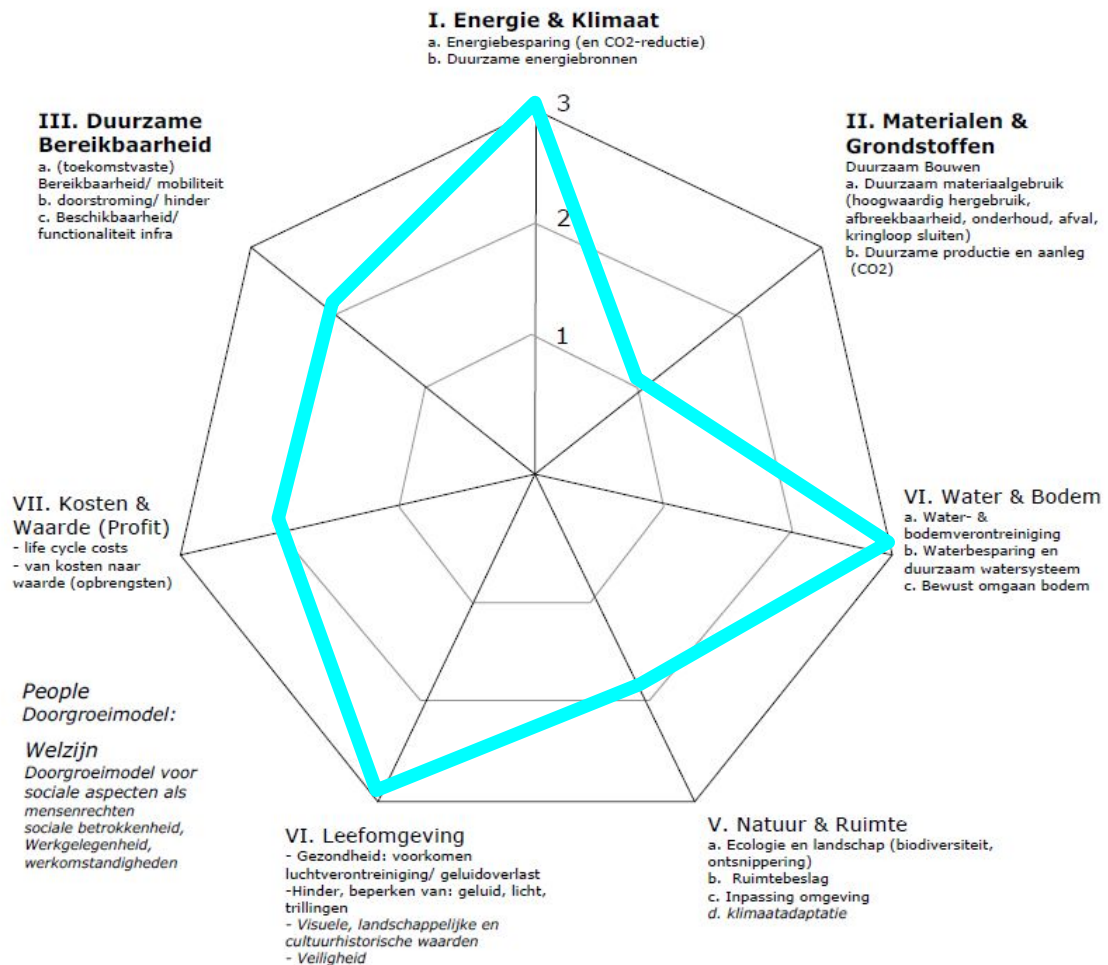 I. Energie & Klimaat
a. Energiebesparing (en CO2-reductie)
b. Duurzame energiebronnen
III. Duurzame
Bereikbaarheid
a. (toekomstvaste)
Bereikbaarheid/ mobiliteit
b. doorstroming/ hinder
c. Beschikbaarheid/
functionaliteit infra
3
2
1
II. Materialen &
Grondstoffen
Duurzaam Bouwen
a. Duurzaam materiaalgebruik
(hoogwaardig hergebruik,
afbreekbaarheid, onderhoud, afval,
kringloop sluiten)
b. Duurzame productie en aanleg
(CO2)
VII. Kosten &
Waarde (Profit)
- life cycle costs
- van kosten naar
waarde (opbrengsten)
VI. Water & Bodem
a. Water- &
bodemverontreiniging
b. Waterbesparing en
duurzaam watersysteem
c. Bewust omgaan bodem
People
Doorgroeimodel:
Welzijn
Doorgroeimodel voor
sociale aspecten als
mensenrechten
sociale betrokkenheid,
Werkgelegenheid,
werkomstandigheden
VI. Leefomgeving
- Gezondheid: voorkomen
luchtverontreiniging/ geluidoverlast
-Hinder, beperken van: geluid, licht,
trillingen
- Visuele, landschappelijke en
cultuurhistorische waarden
- Veiligheid
V. Natuur & Ruimte
a. Ecologie en landschap (biodiversiteit,
ontsnippering)
b. Ruimtebeslag
c. Inpassing omgeving
d. klimaatadaptatie